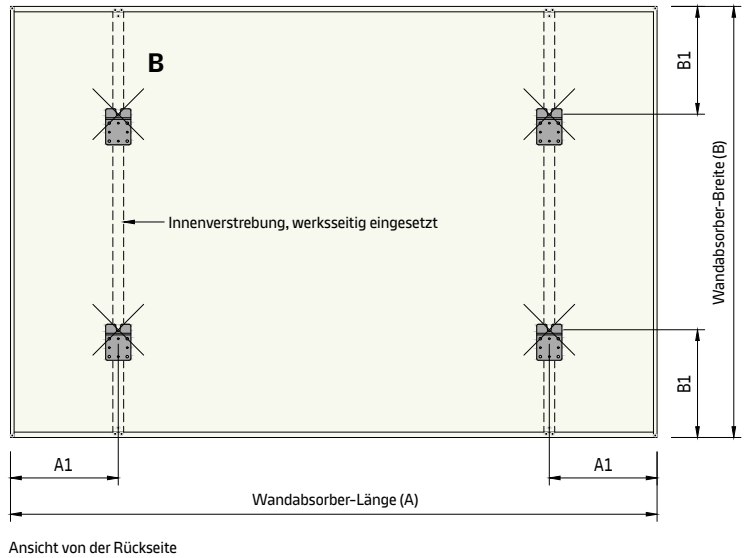 B
B1
Wandabsorber-Breite (B)
Innenverstrebung, werksseitig eingesetzt
B1
A1
A1
Wandabsorber-Länge (A)
Ansicht von der Rückseite